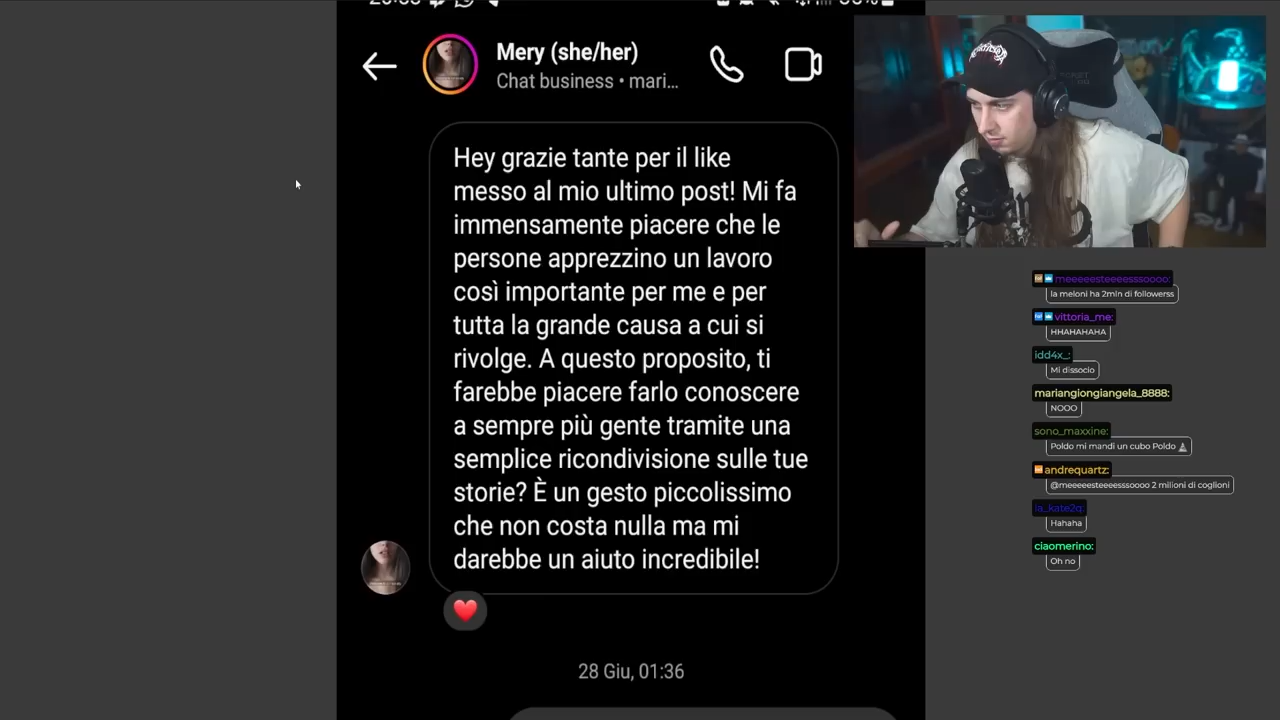 Mery (she/her)
Chat business • mari...
Hey grazie tante per il like
messo al mio ultimo post! Mi fa
immensamente piacere che le
persone apprezzino un lavoro
così importante per me e per
tutta la grande causa a cui si
rivolge. A questo proposito, ti
farebbe piacere farlo conoscere
a sempre più gente tramite una
semplice ricondivisione sulle tue
storie? È un gesto piccolissimo
che non costa nulla ma mi
darebbe un aiuto incredibile!
28 Giu, 01:36
meeeeesteeeesssoooo:
la meloni ha 2mln di followerss
vittoria_me:
HHAHAHAHA
idd4x_:
Mi dissocio
mariangiongiangela_8888:
NOOO
sono_maxxine:
Poldo mi mandi un cubo Poldo
andrequartz:
@meeeeesteeeesssoooo 2 milioni di coglioni
la_kate2q:
Hahaha
ciaomerino:
Oh no